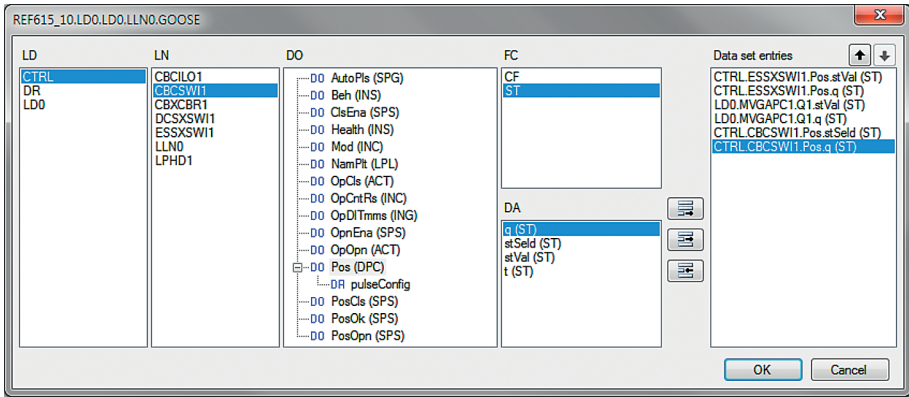 REF615_10.LD0.LD0.LLN0.GOOSE
LD
CTRL
DR
LD0
LN
CBCILO1
CBCSWI1
CBXCBR1
DCSXSWI1
ESSXSWI1
LLN0
LPHD1
DO
DO AutoPls (SPG)
DO Beh (INS)
DO ClsEna (SPS)
DO Health (INS)
DO Mod (INC)
DO NamPlt (LPL)
DO OpCls (ACT)
DO OpCntRs (INC)
DO OpDlTmms (ING)
DO OpnEna (SPS)
DO OpOpn (ACT)
DO Pos (DPC)
DA pulseConfig
DO PosCls (SPS)
DO PosOk (SPS)
DO PosOpn (SPS)
FC
CF
ST
DA
q (ST)
stSeld (ST)
stVal (ST)
t (ST)
Data set entries
CTRL.ESSXSWI1.Pos.stVal (ST)
CTRL.ESSXSWI1.Pos.q (ST)
LD0.MVGAPC1.Q1.stVal (ST)
LD0.MVGAPC1.Q1.q (ST)
CTRL.CBCSWI1.Pos.stSeld (ST)
CTRL.CBCSWI1.Pos.q (ST)
OK
Cancel